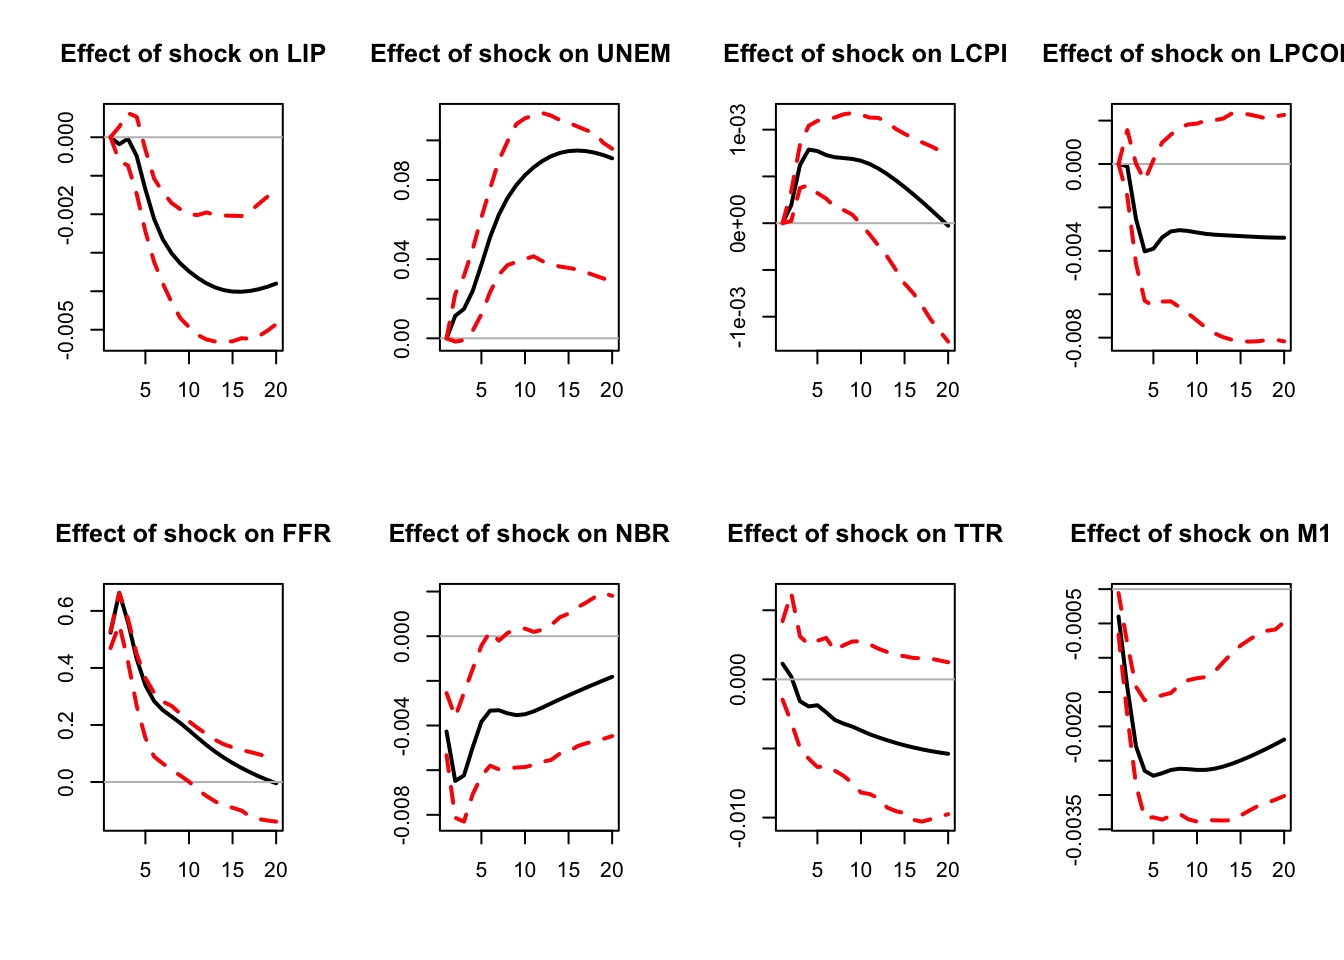 Effect of shock on LIP
0.000
-0.002
-0.005
5 10 15 20
Effect of shock on UNEM
0.08
0.04
0.00
5 10 15 20
Effect of shock on LCPI
1e-03
0e+00
-1e-03
5 10 15 20
Effect of shock on LPCO
0.000
-0.004
-0.008
5 10 15 20
Effect of shock on FFR
0.6
0.4
0.2
0.0
5 10 15 20
Effect of shock on NBR
0.000
-0.004
-0.008
5 10 15 20
Effect of shock on TTR
0.000
-0.010
5 10 15 20
Effect of shock on M1
-0.0005
-0.0020
-0.0035
5 10 15 20